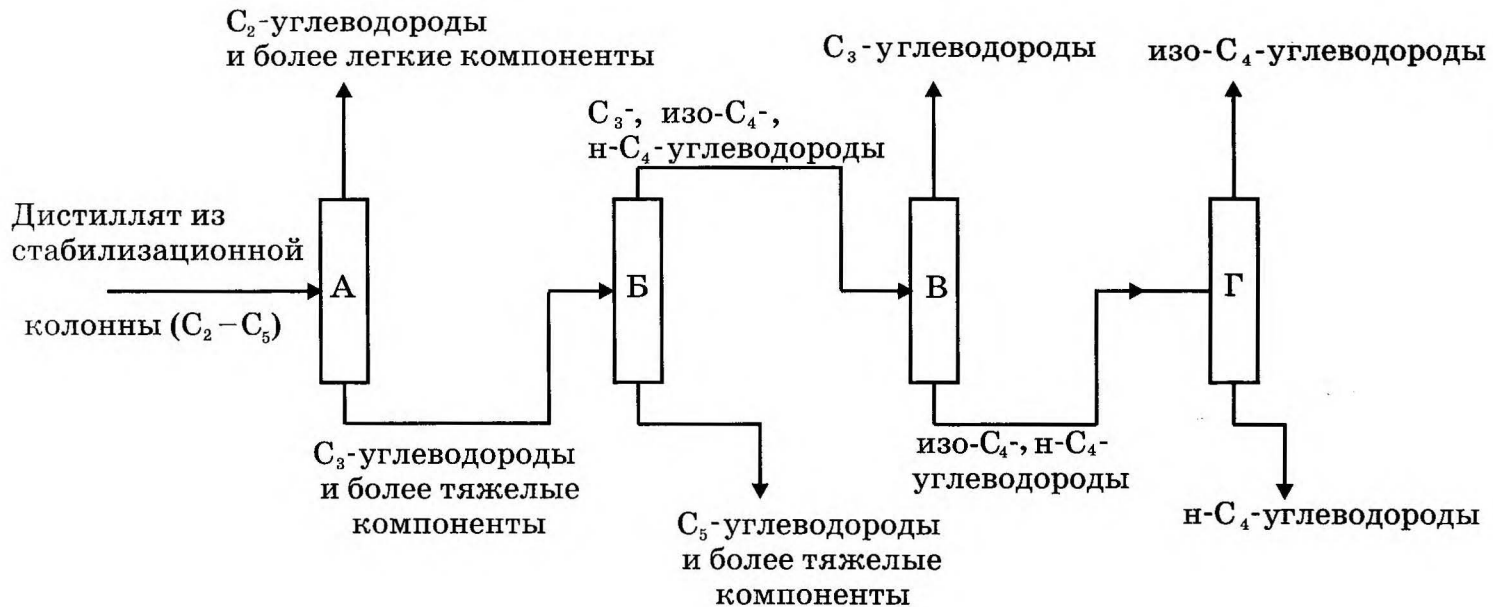 C₂-углеводороды
и более легкие компоненты
C₃-углеводороды
изо-C₄-углеводороды
C₃-, изо-C₄-,
н-C₄-углеводороды
Дистиллят из
стабилизационной
колонны (C₂–C₅)
А
Б
В
Г
C₃-углеводороды
и более тяжелые
компоненты
C₅-углеводороды
и более тяжелые
компоненты
изо-C₄-, н-C₄-
углеводороды
н-C₄-углеводороды